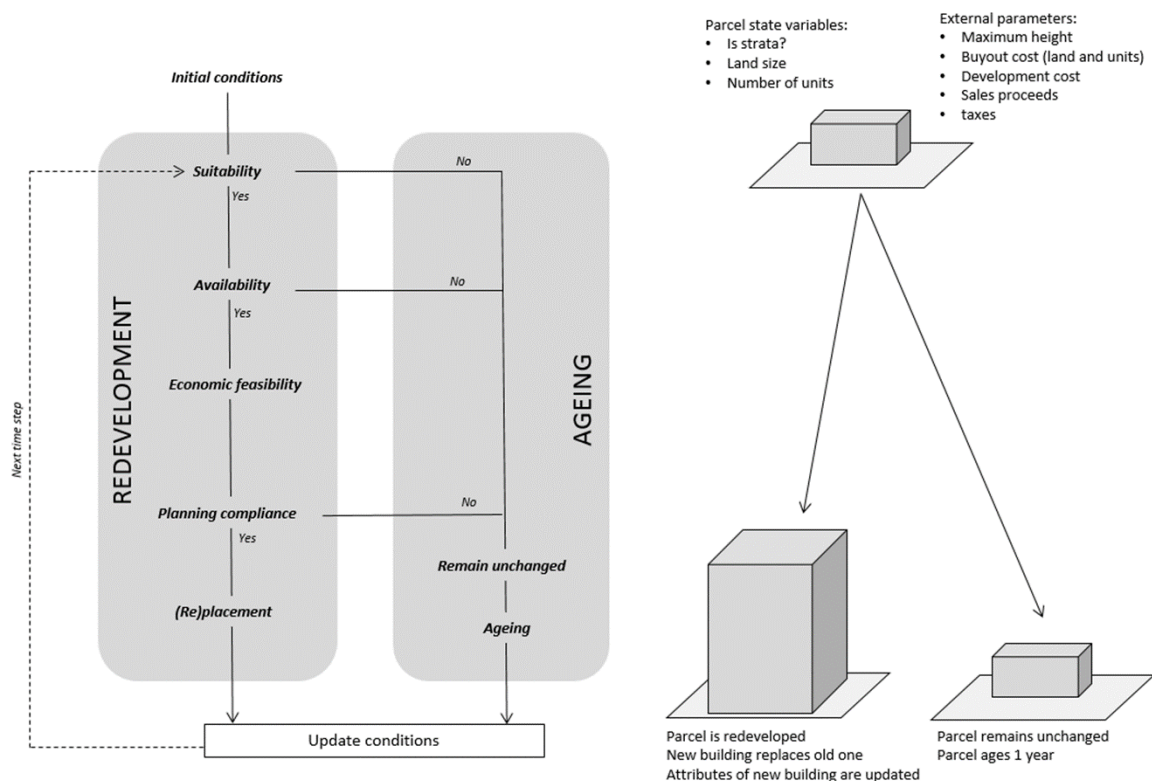 Initial conditions
Suitability
No
Yes
Availability
No
Yes
Economic feasibility
Planning compliance
No
Yes
Remain unchanged
(Re)placement
Ageing
REDEVELOPMENT
AGEING
Next time step
Update conditions
Parcel state variables:
• Is strata?
• Land size
• Number of units
External parameters:
• Maximum height
• Buyout cost (land and units)
• Development cost
• Sales proceeds
• taxes
Parcel is redeveloped
New building replaces old one
Attributes of new building are updated
Parcel remains unchanged
Parcel ages 1 year